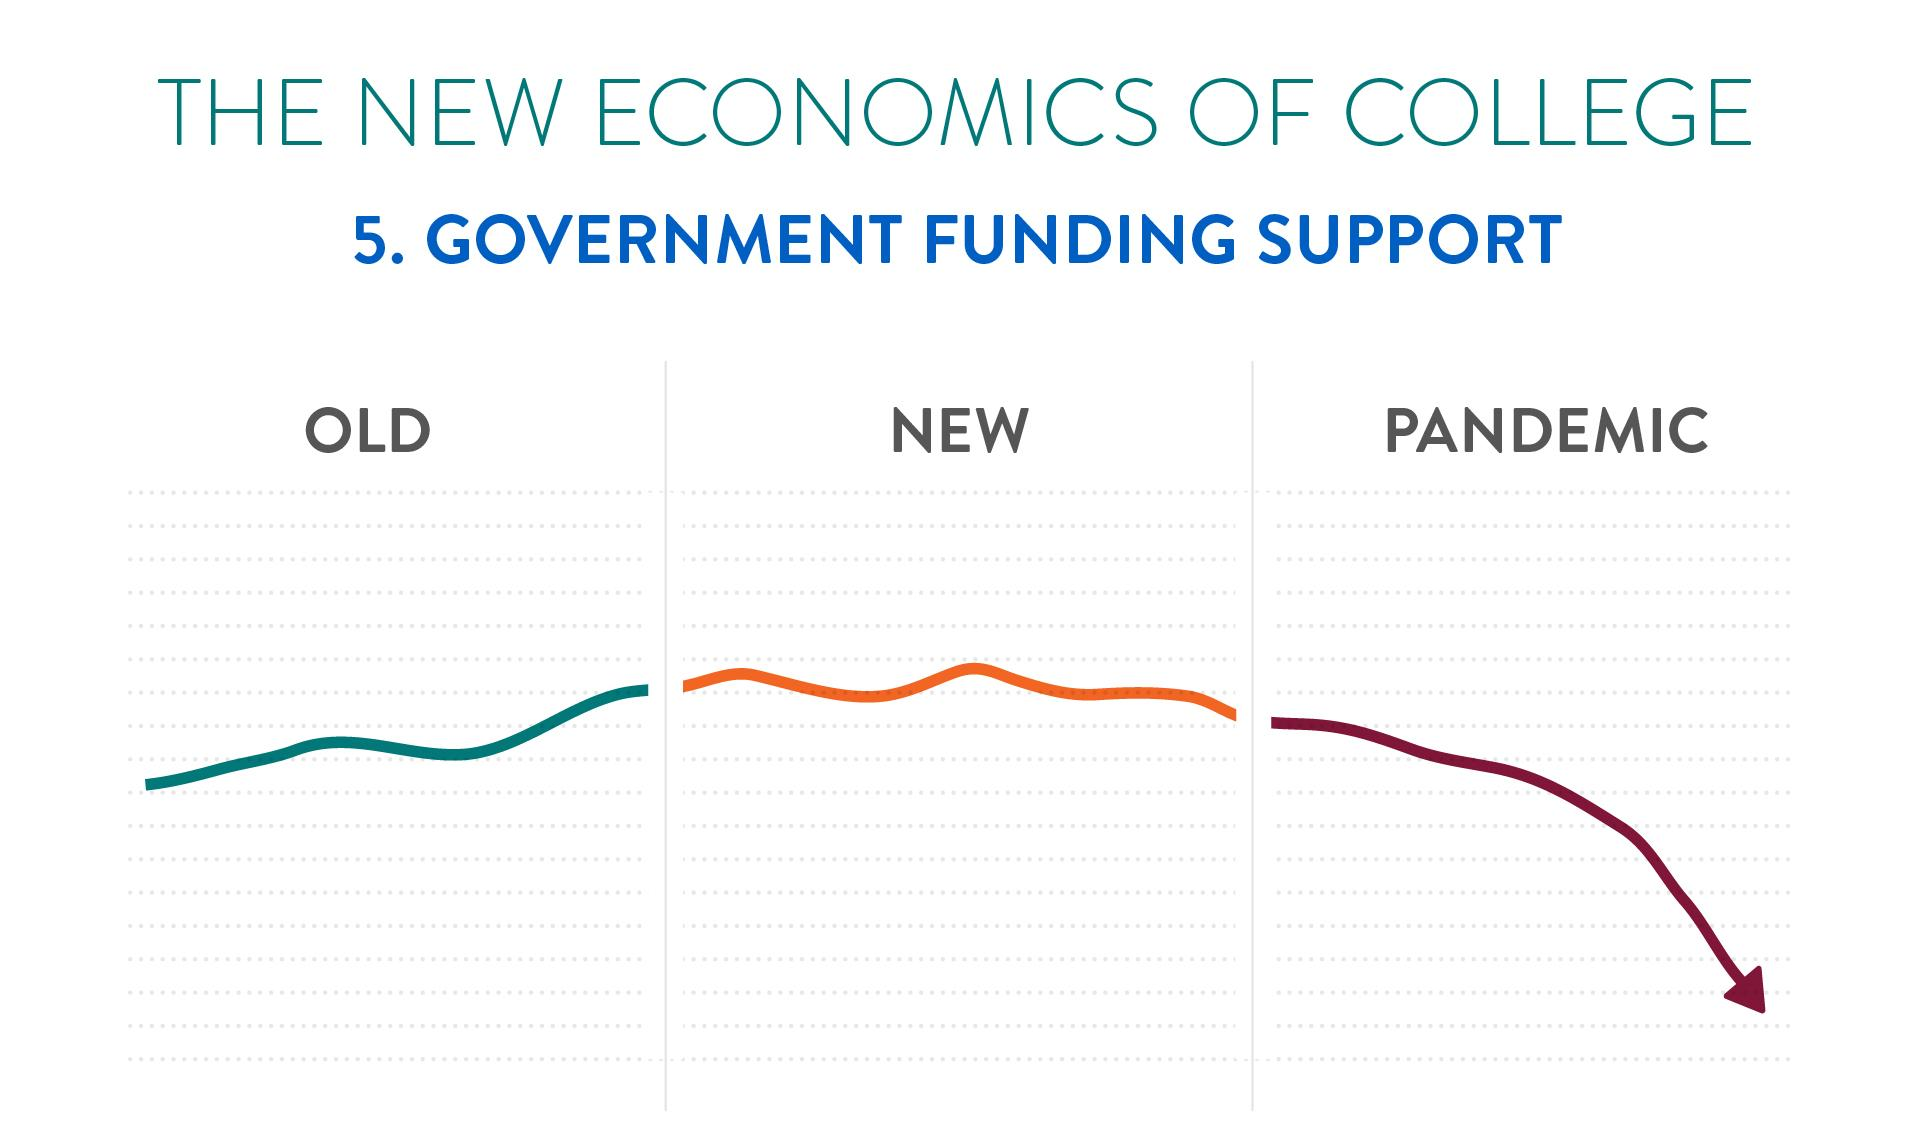 THE NEW ECONOMICS OF COLLEGE
5. GOVERNMENT FUNDING SUPPORT
OLD
NEW
PANDEMIC